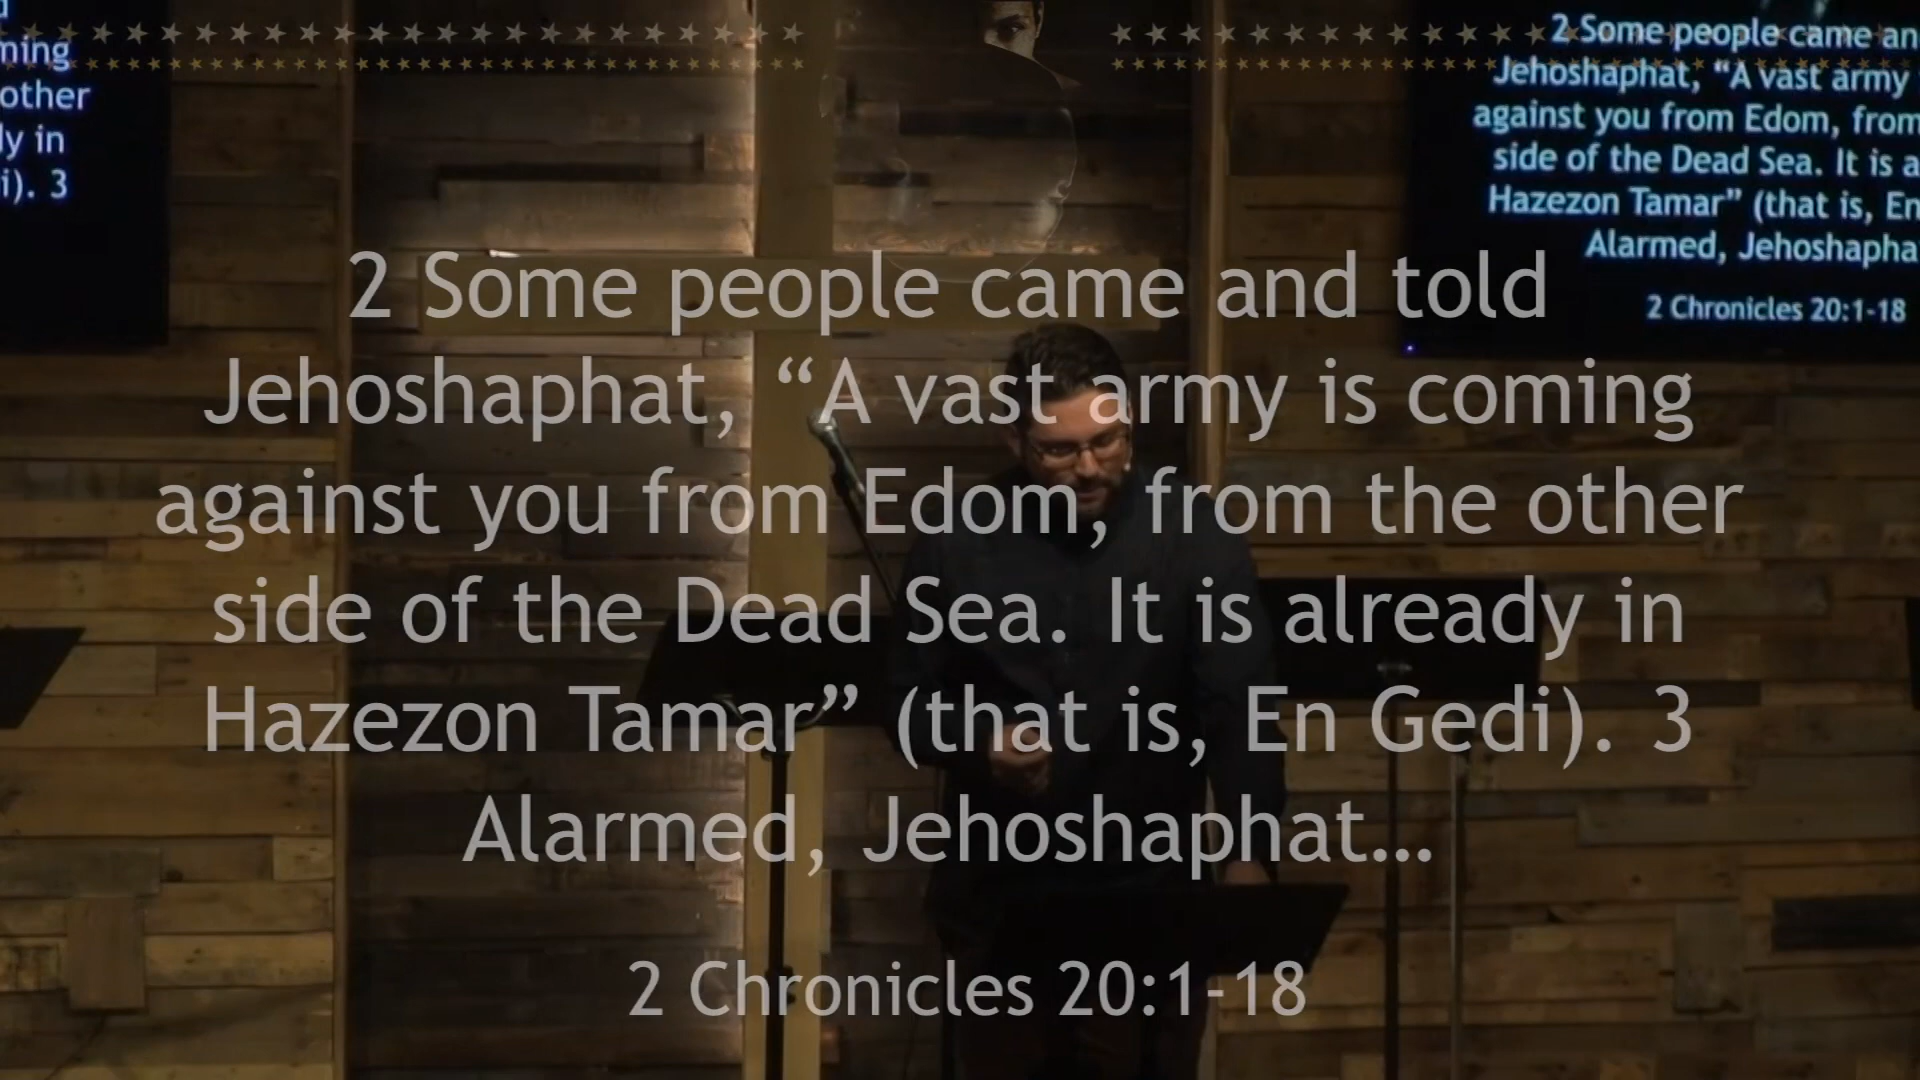 ming
other
ly in
i). 3
2 Some people came an
Jehoshaphat, “A vast army
against you from Edom, from
side of the Dead Sea. It is a
Hazezon Tamar” (that is, En
Alarmed, Jehoshapha
2 Chronicles 20:1-18
2 Some people came and told
Jehoshaphat, “A vast army is coming
against you from Edom, from the other
side of the Dead Sea. It is already in
Hazezon Tamar” (that is, En Gedi). 3
Alarmed, Jehoshaphat…
2 Chronicles 20:1-18